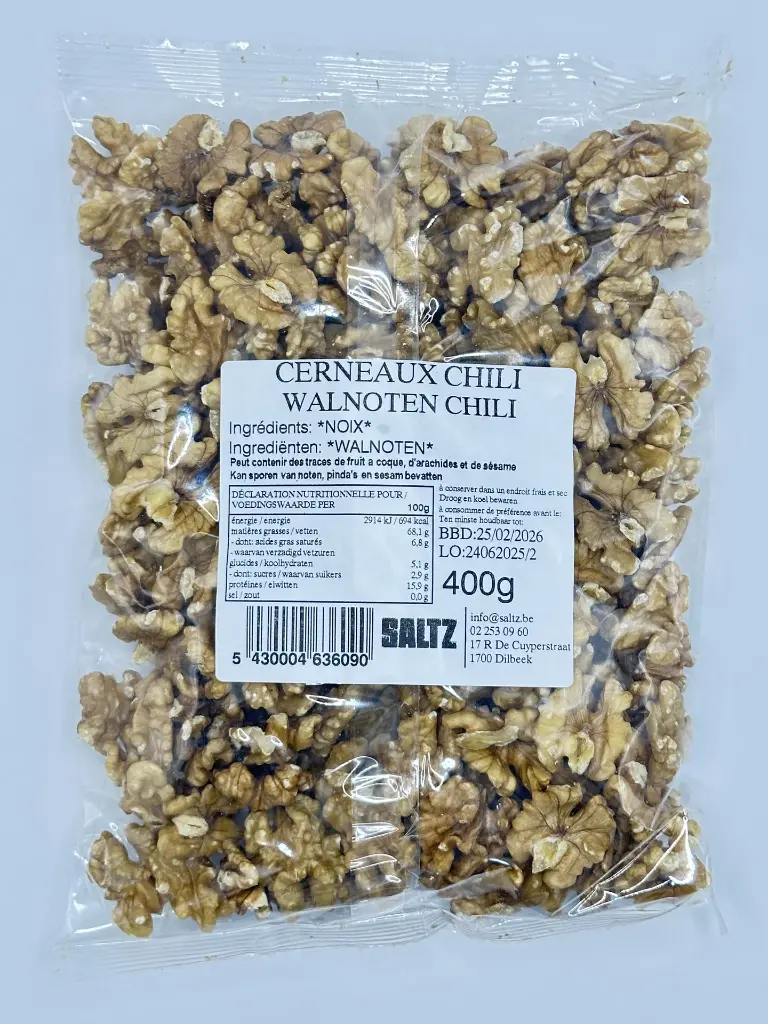 CERNEAUX CHILI
WALNOTEN CHILI
Ingrédients: *NOIX*
Ingrediënten: *WALNOTEN*
Peut contenir des traces de fruit a coque, d'arachides et de sésame
Kan sporen van noten, pinda's en sesam bevatten
DÉCLARATION NUTRITIONNELLE POUR /
VOEDINGSWAARDE PER 100g
énergie / energie 2914 kJ / 694 kcal
matières grasses / vetten 68,1 g
- dont: acides gras saturés 6,8 g
- waarvan verzadigd vetzuren
glucides / koolhydraten 5,1 g
- dont: sucres / waarvan suikers 2,9 g
protéines / eiwitten 15,9 g
sel / zout 0,0 g
à conserver dans un endroit frais et sec
Droog en koel bewaren
à consommer de préférence avant le:
Ten minste houdbaar tot:
BBD:25/02/2026
LO:24062025/2
400g
5 430004 636090
SALTZ
info@saltz.be
02 253 09 60
17 R De Cuyperstraat
1700 Dilbeek